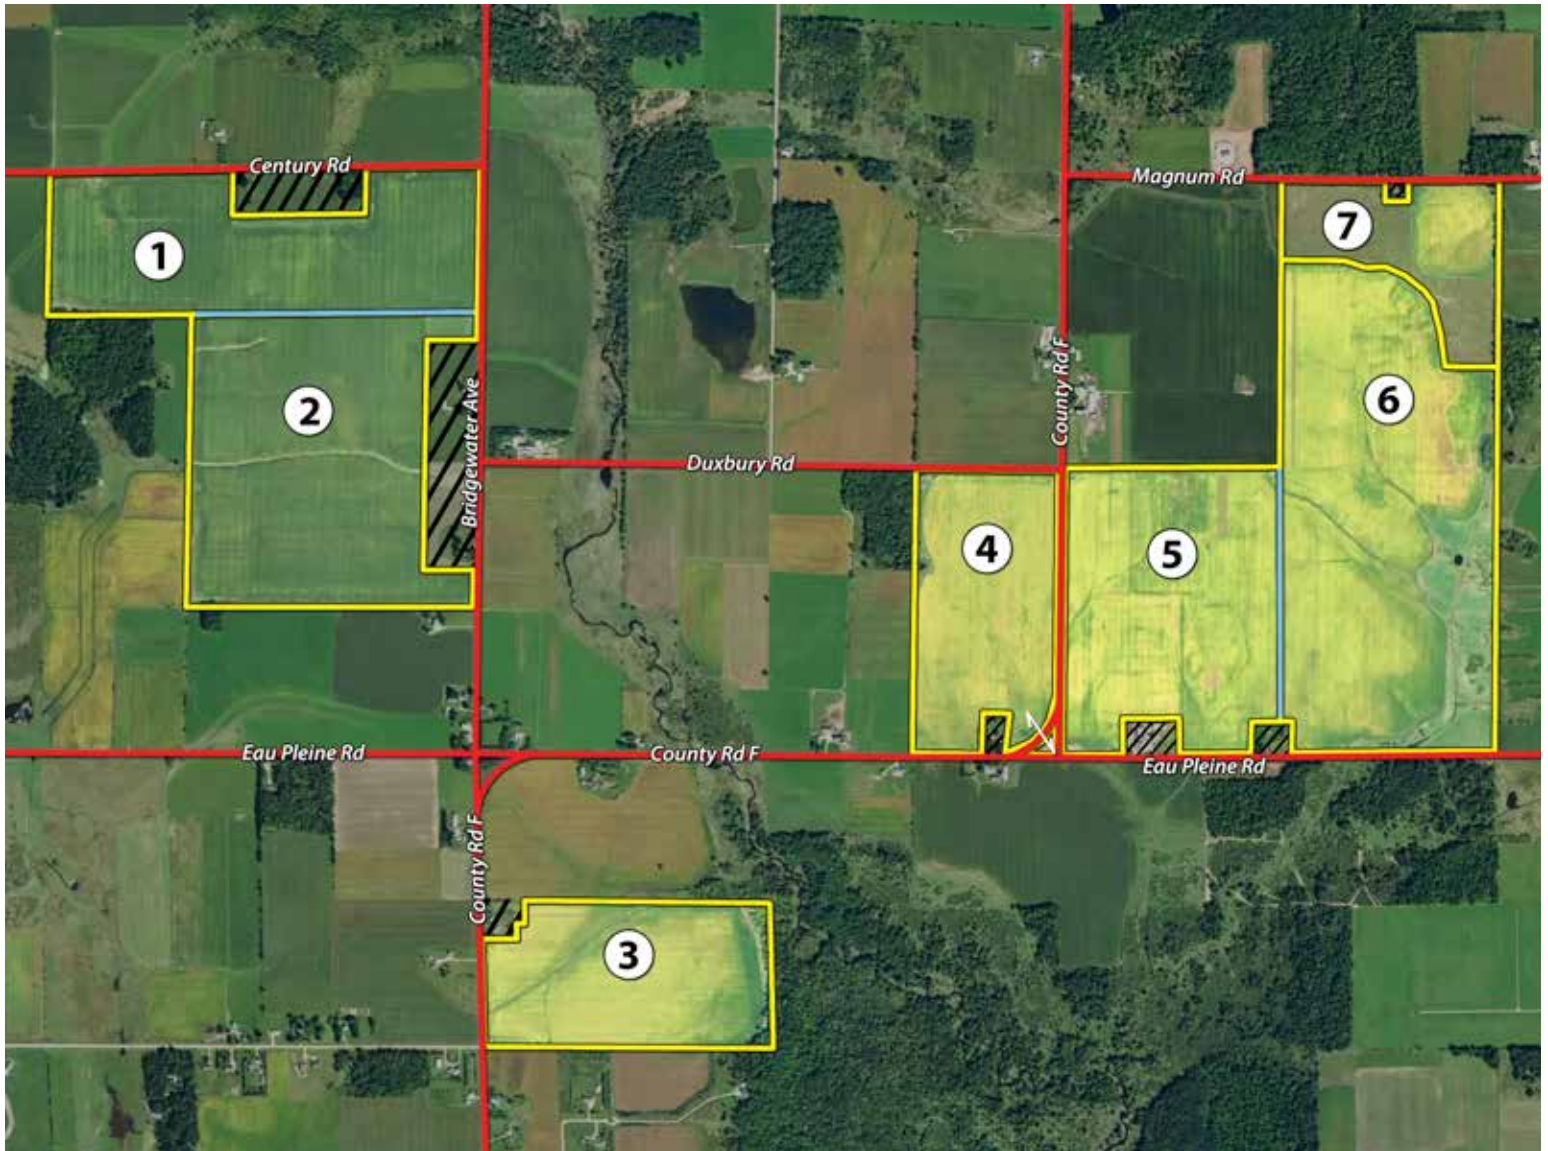 Century Rd
Magnum Rd
1
7
2
Bridgewater Ave
County Rd F
6
Duxbury Rd
4
5
Eau Pleine Rd
County Rd F
Eau Pleine Rd
County Rd F
3